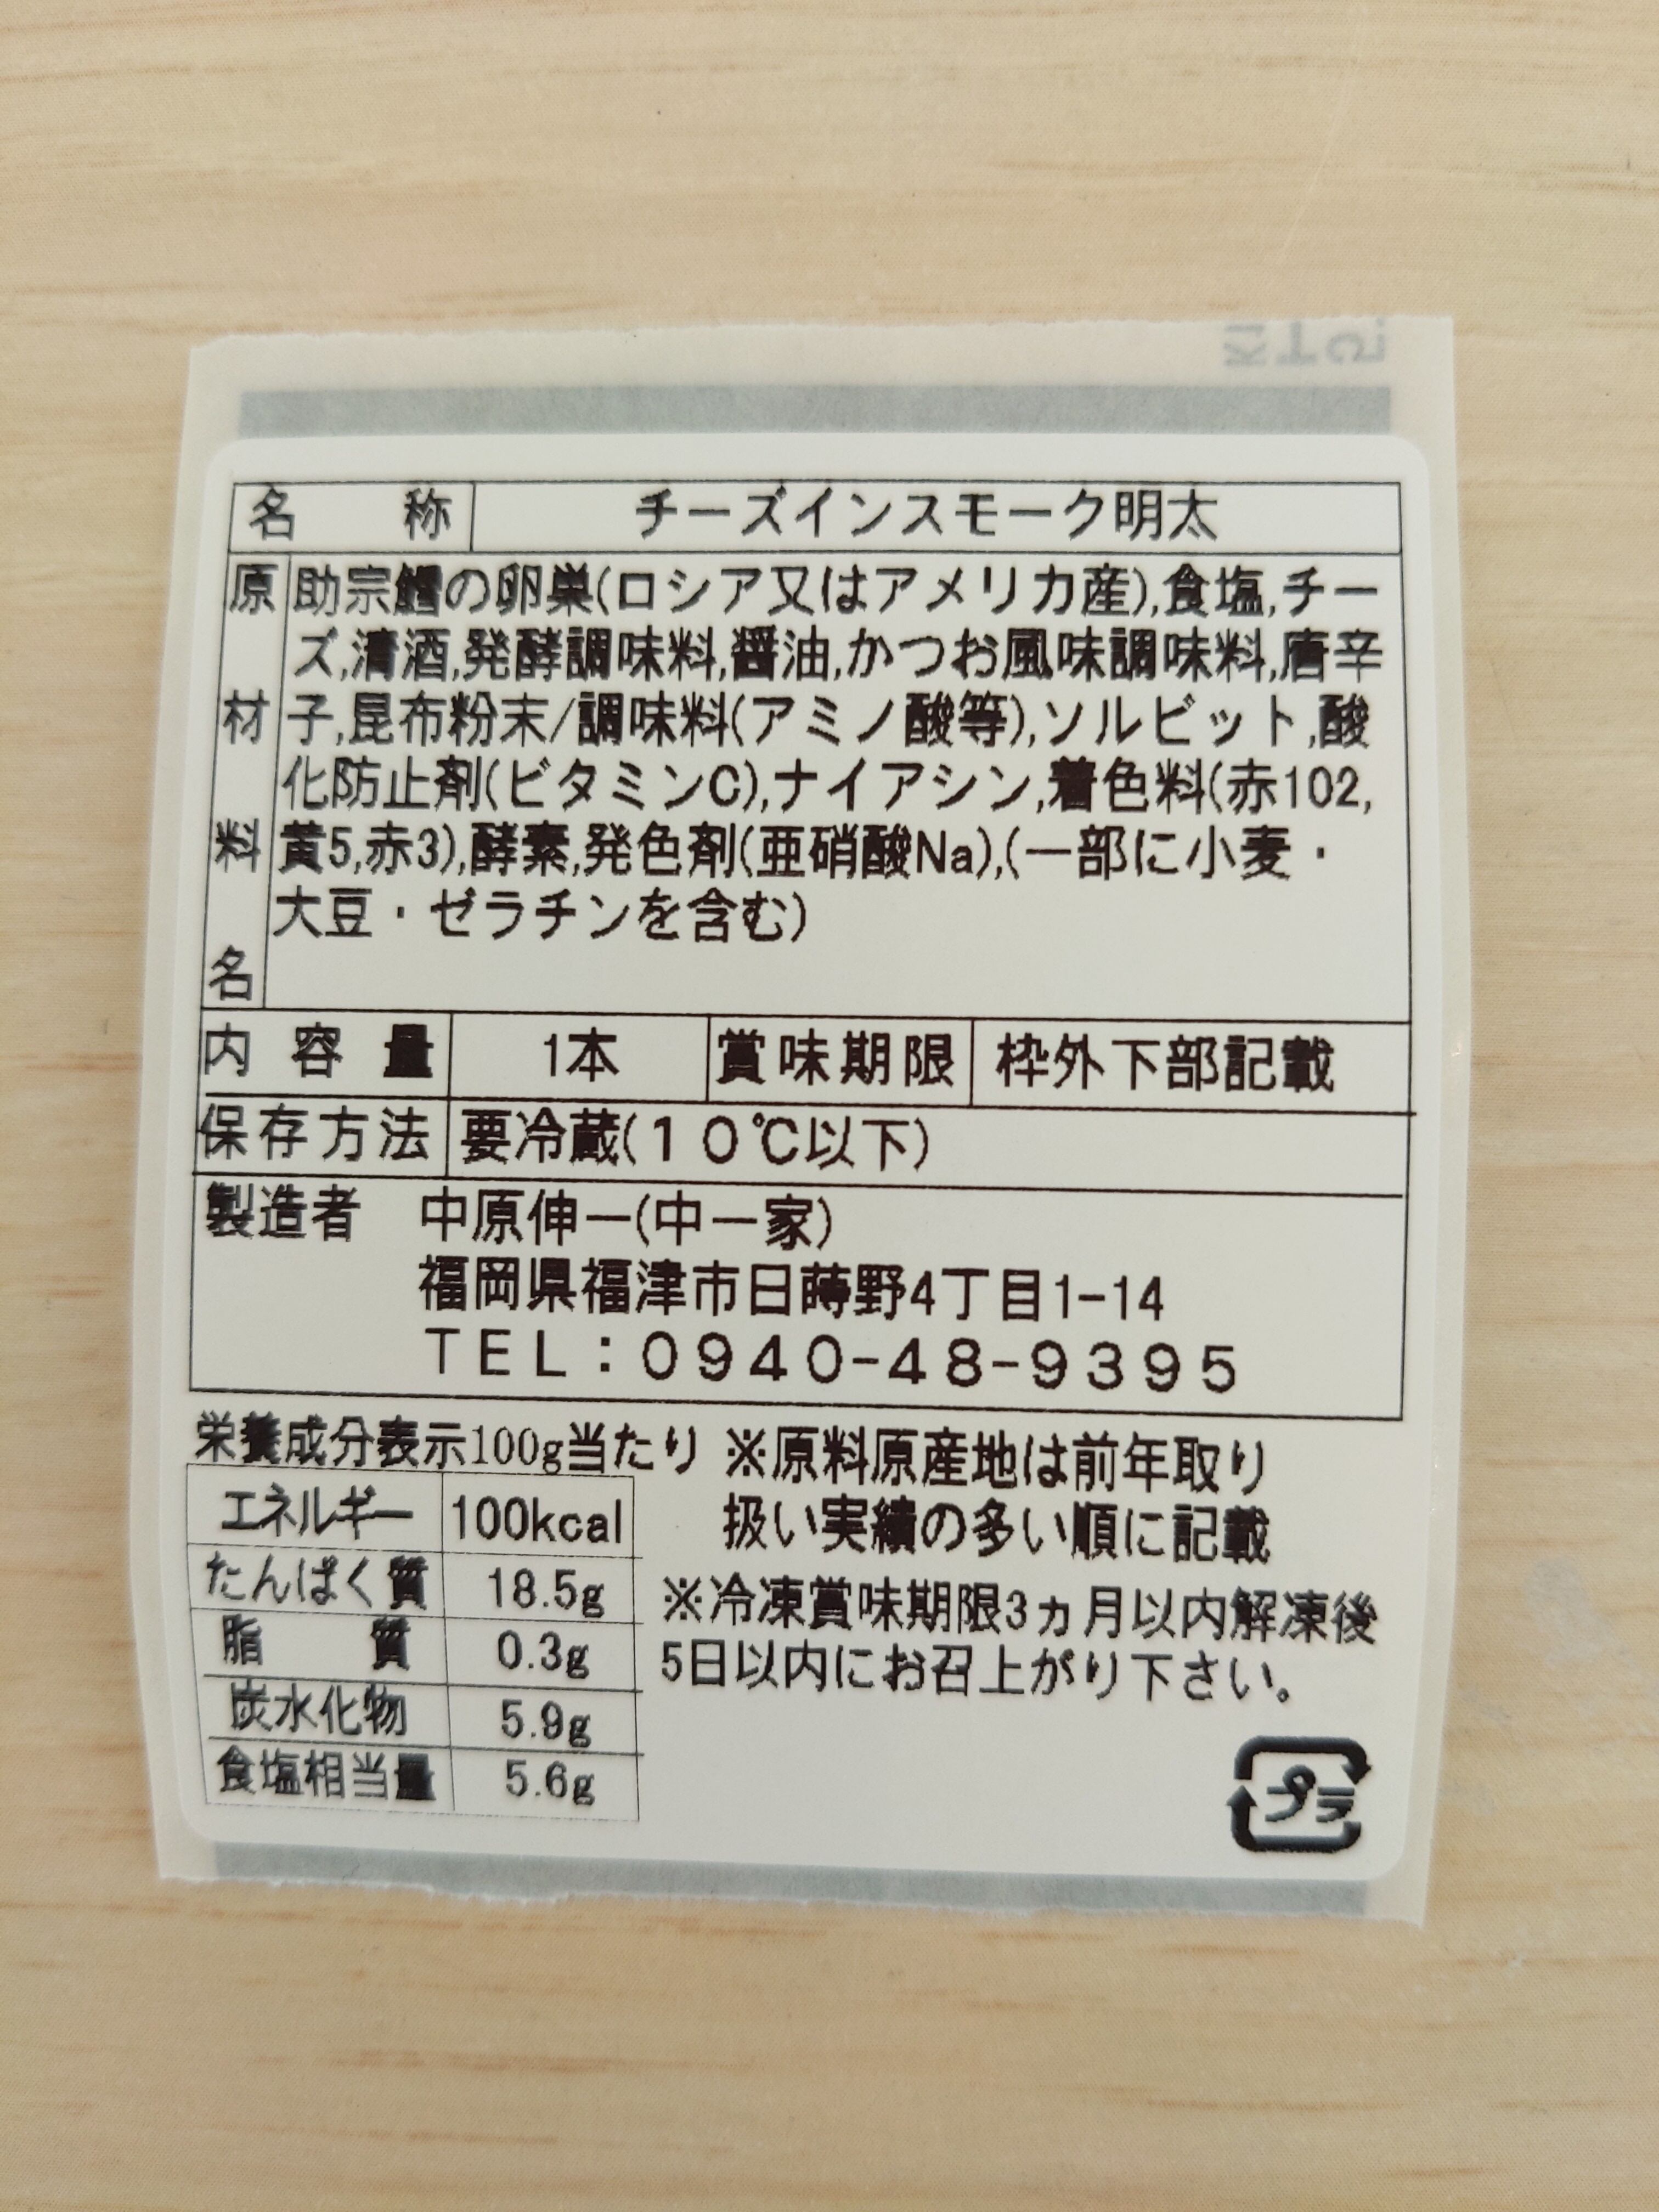 名称 チーズインスモーク明太
原材料名 助宗鱈の卵巣(ロシア又はアメリカ産),食塩,チー
ズ,清酒,発酵調味料,醤油,かつお風味調味料,唐辛
子,昆布粉末/調味料(アミノ酸等),ソルビット,酸
化防止剤(ビタミンC),ナイアシン,着色料(赤102,
黄5,赤3),酵素,発色剤(亜硝酸Na),(一部に小麦・
大豆・ゼラチンを含む)
内容量 1本 賞味期限 枠外下部記載
保存方法 要冷蔵(10℃以下)
製造者 中原伸一(中一家)
福岡県福津市日蒔野4丁目1-14
TEL:0940-48-9395
栄養成分表示100g当たり
エネルギー 100kcal
たんぱく質 18.5g
脂質 0.3g
炭水化物 5.9g
食塩相当量 5.6g
※原料原産地は前年取り
扱い実績の多い順に記載
※冷凍賞味期限3ヵ月以内解凍後
5日以内にお召上がり下さい。
プラ